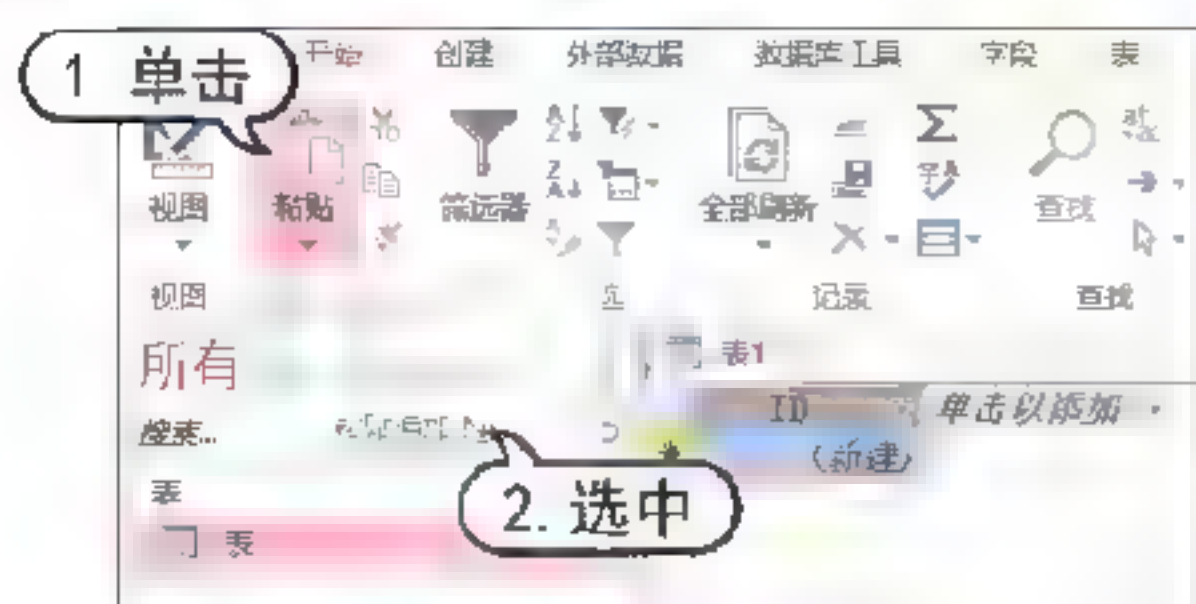 1 单击
开始 创建 外部数据 数据库工具 字段 表
视图 粘贴 筛选器 全部刷新 查找
视图 记录 查找
所有
表1
搜索...
ID 单击以添加
(新建)
表
2. 选中
表